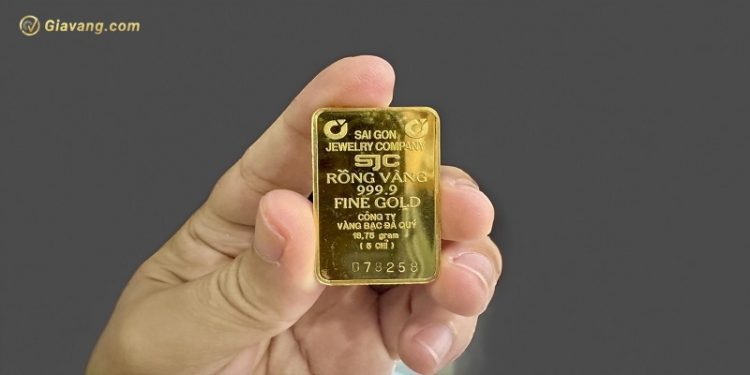 Giavang.com
SAI GON
JEWELRY COMPANY
SJC
RỒNG VÀNG
999.9
FINE GOLD
CÔNG TY
VÀNG BẠC ĐÁ QUÝ
18,75 gram
( 5 CHỈ )
D78258